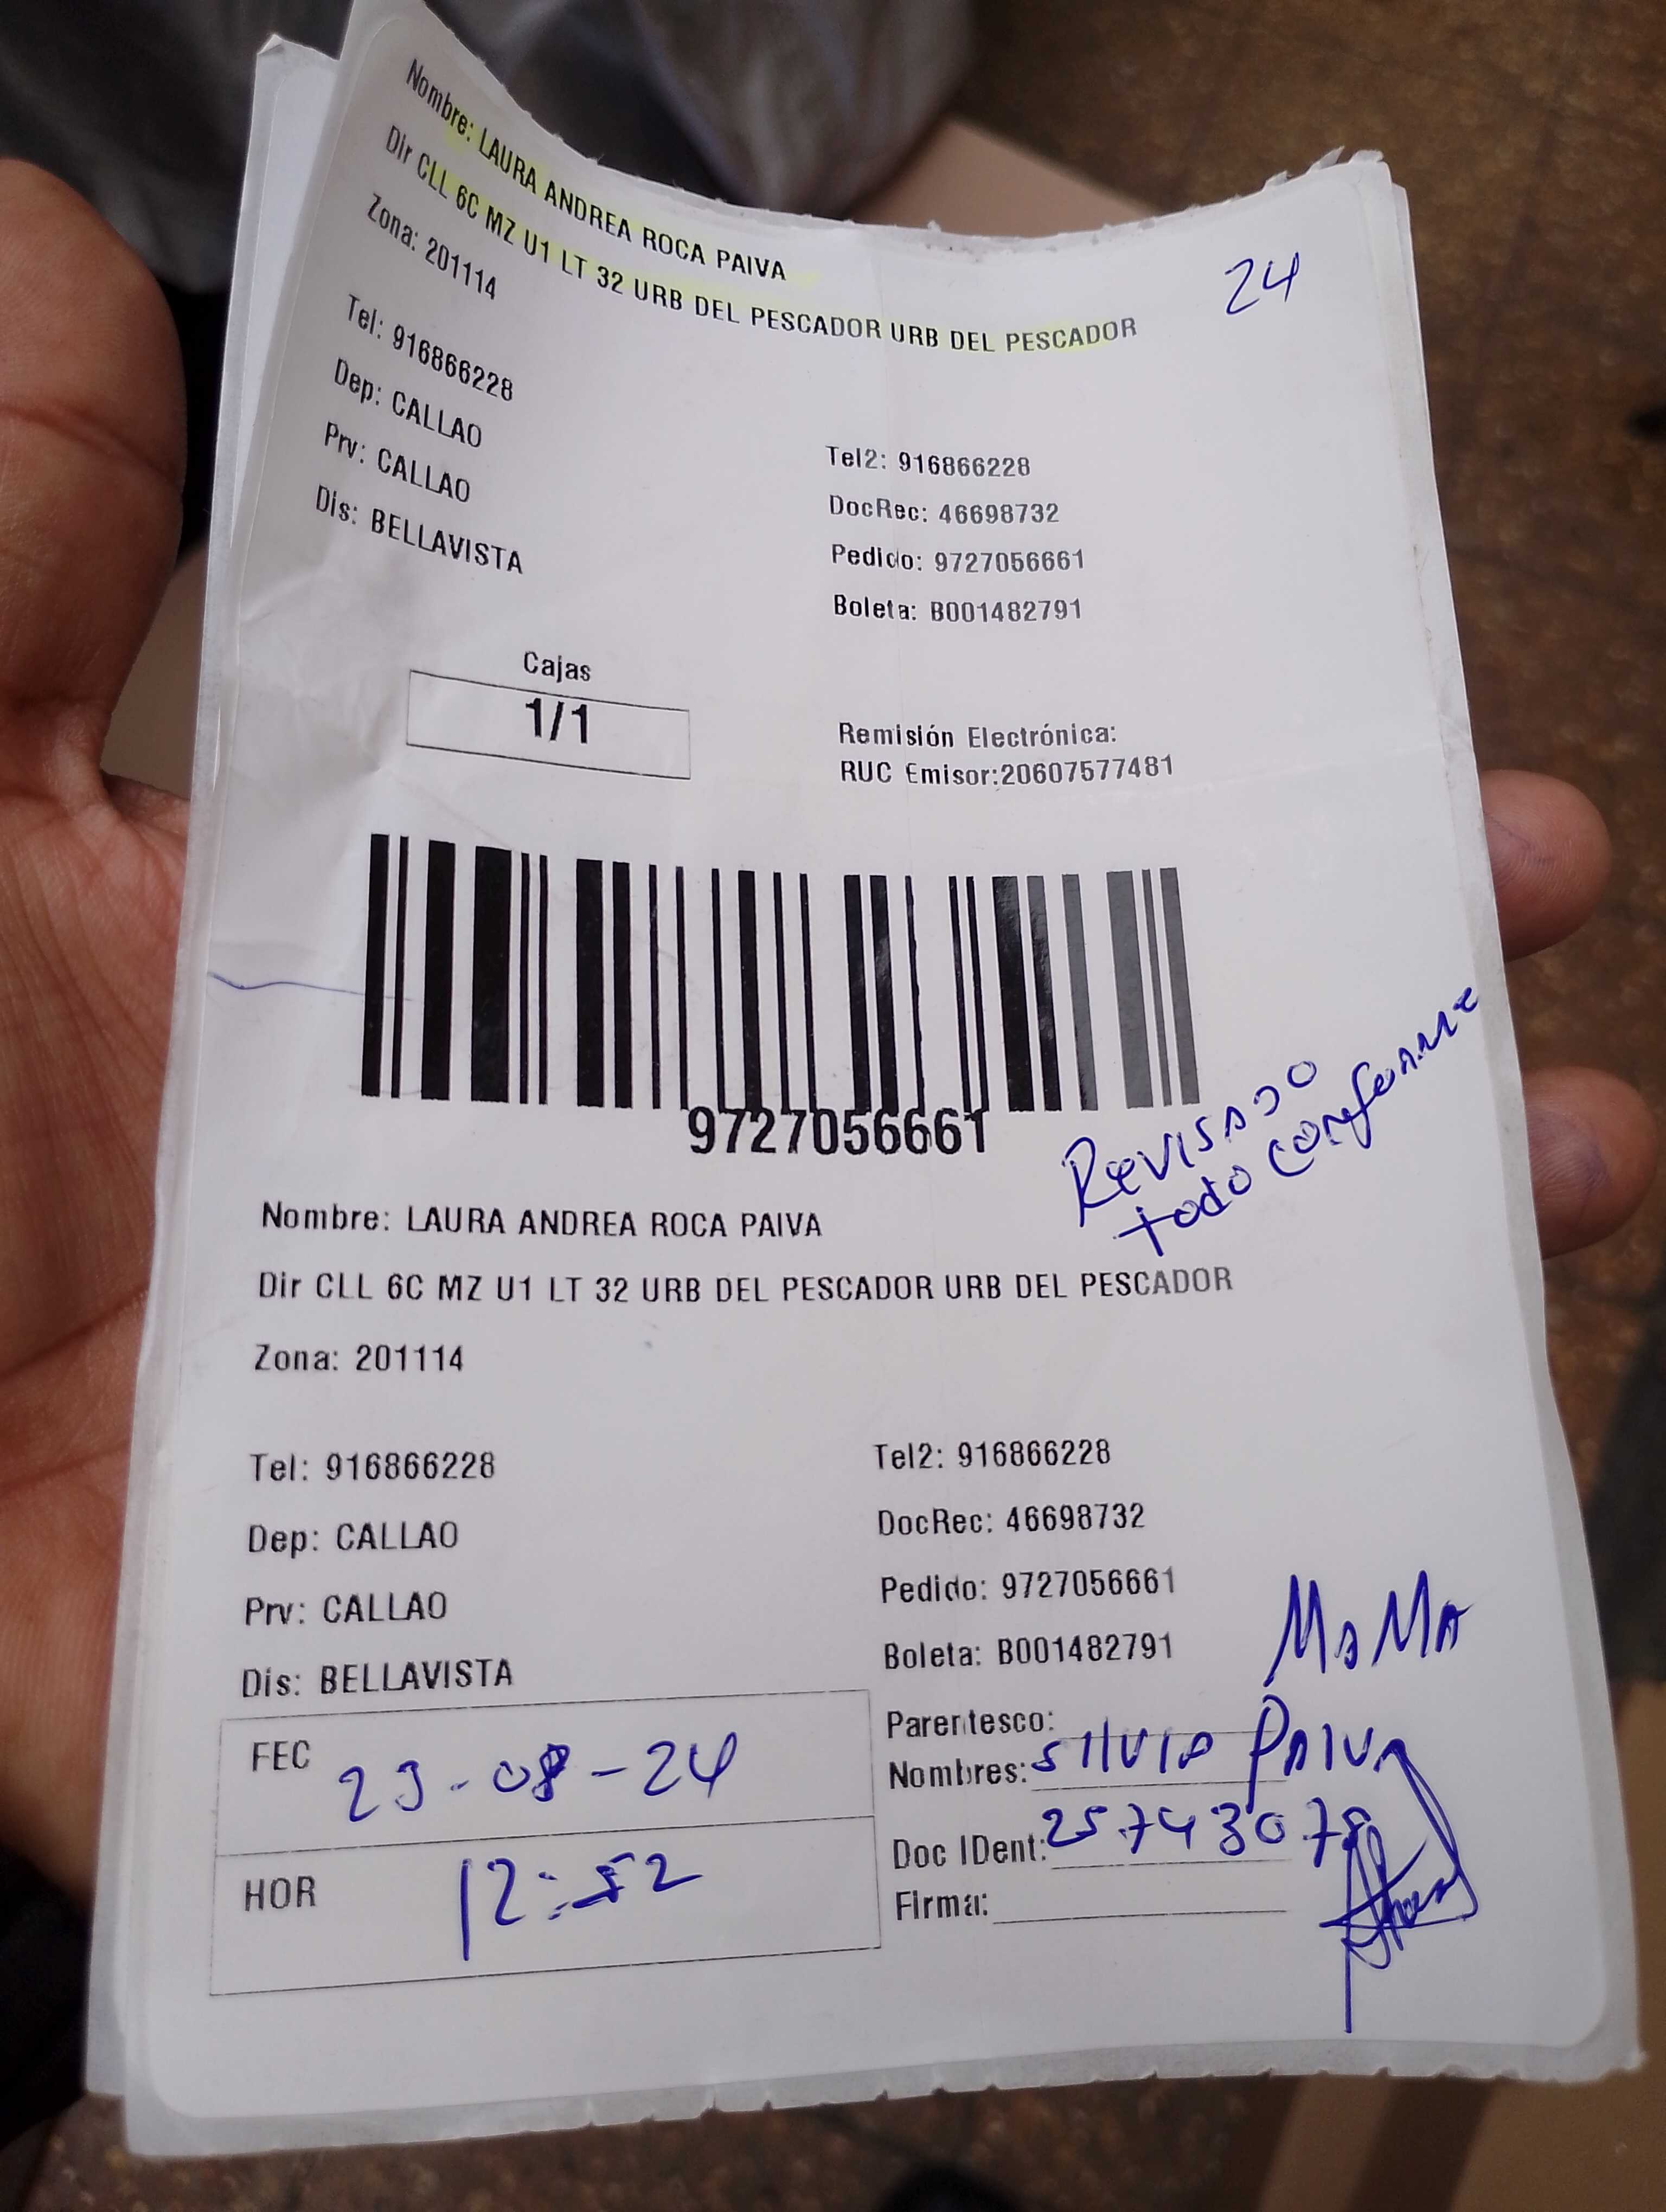 Nombre: LAURA ANDREA ROCA PAIVA
Dir CLL 6C MZ U1 LT 32 URB DEL PESCADOR URB DEL PESCADOR
24
Zona: 201114
Tel: 916866228
Dep: CALLAO
Prv: CALLAO
Dis: BELLAVISTA
Tel2: 916866228
DocRec: 46698732
Pedido: 9727056661
Boleta: B001482791
Cajas
1/1
Remisión Electrónica:
RUC Emisor:20607577481
9727056661
Revisado
todo conforme
Nombre: LAURA ANDREA ROCA PAIVA
Dir CLL 6C MZ U1 LT 32 URB DEL PESCADOR URB DEL PESCADOR
Zona: 201114
Tel: 916866228
Dep: CALLAO
Prv: CALLAO
Dis: BELLAVISTA
Tel2: 916866228
DocRec: 46698732
Pedido: 9727056661
Boleta: B001482791
MaMa
Parentesco:
Nombres: Silvia Paiva
Doc IDent: 25743078
Firma:
FEC 23-08-24
HOR 12:52